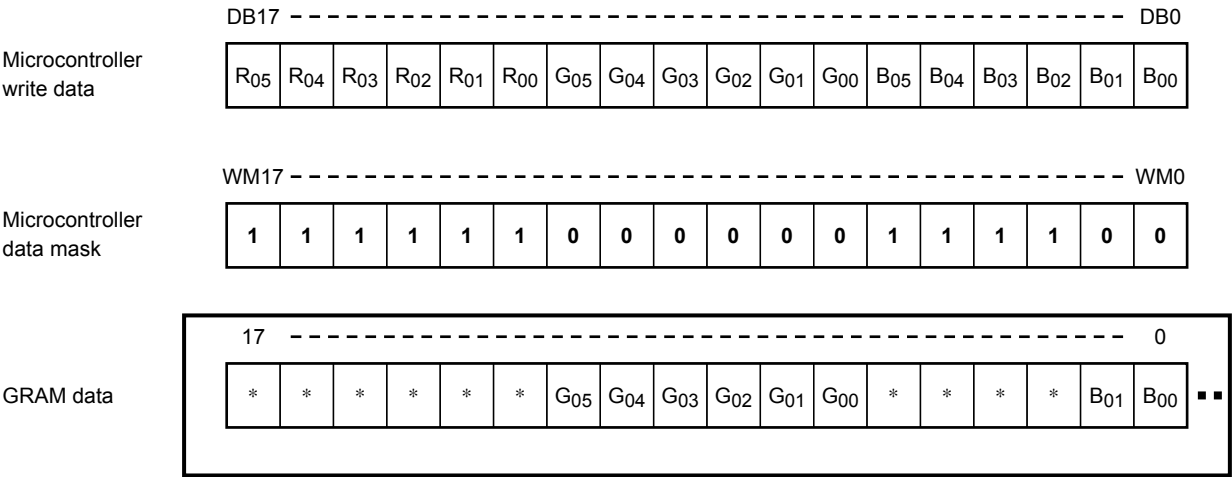 DB17 DB0
Microcontroller
write data
R05 R04 R03 R02 R01 R00 G05 G04 G03 G02 G01 G00 B05 B04 B03 B02 B01 B00
WM17 WM0
Microcontroller
data mask
1 1 1 1 1 1 0 0 0 0 0 0 1 1 1 1 0 0
17 0
GRAM data
* * * * * * G05 G04 G03 G02 G01 G00 * * * * B01 B00